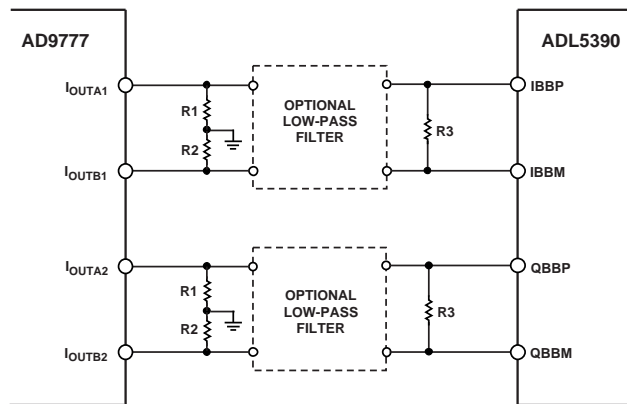 AD9777
ADL5390
IOUTA1
R1
R2
IOUTB1
OPTIONAL
LOW-PASS
FILTER
R3
IBBP
IBBM
IOUTA2
R1
R2
IOUTB2
OPTIONAL
LOW-PASS
FILTER
R3
QBBP
QBBM